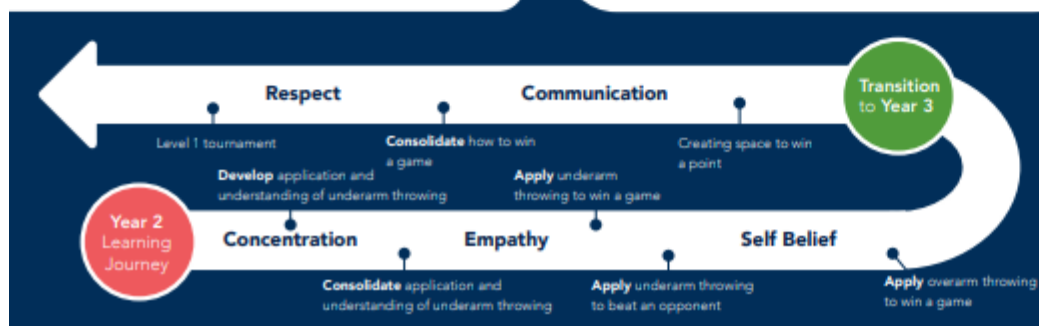 Respect
Communication
Transition
to Year 3
Level 1 tournament
Consolidate how to win
a game
Creating space to win
a point
Develop application and
understanding of underarm throwing
Apply underarm
throwing to win a game
Year 2
Learning
Journey
Concentration
Empathy
Self Belief
Consolidate application and
understanding of underarm throwing
Apply underarm throwing
to beat an opponent
Apply overarm throwing
to win a game